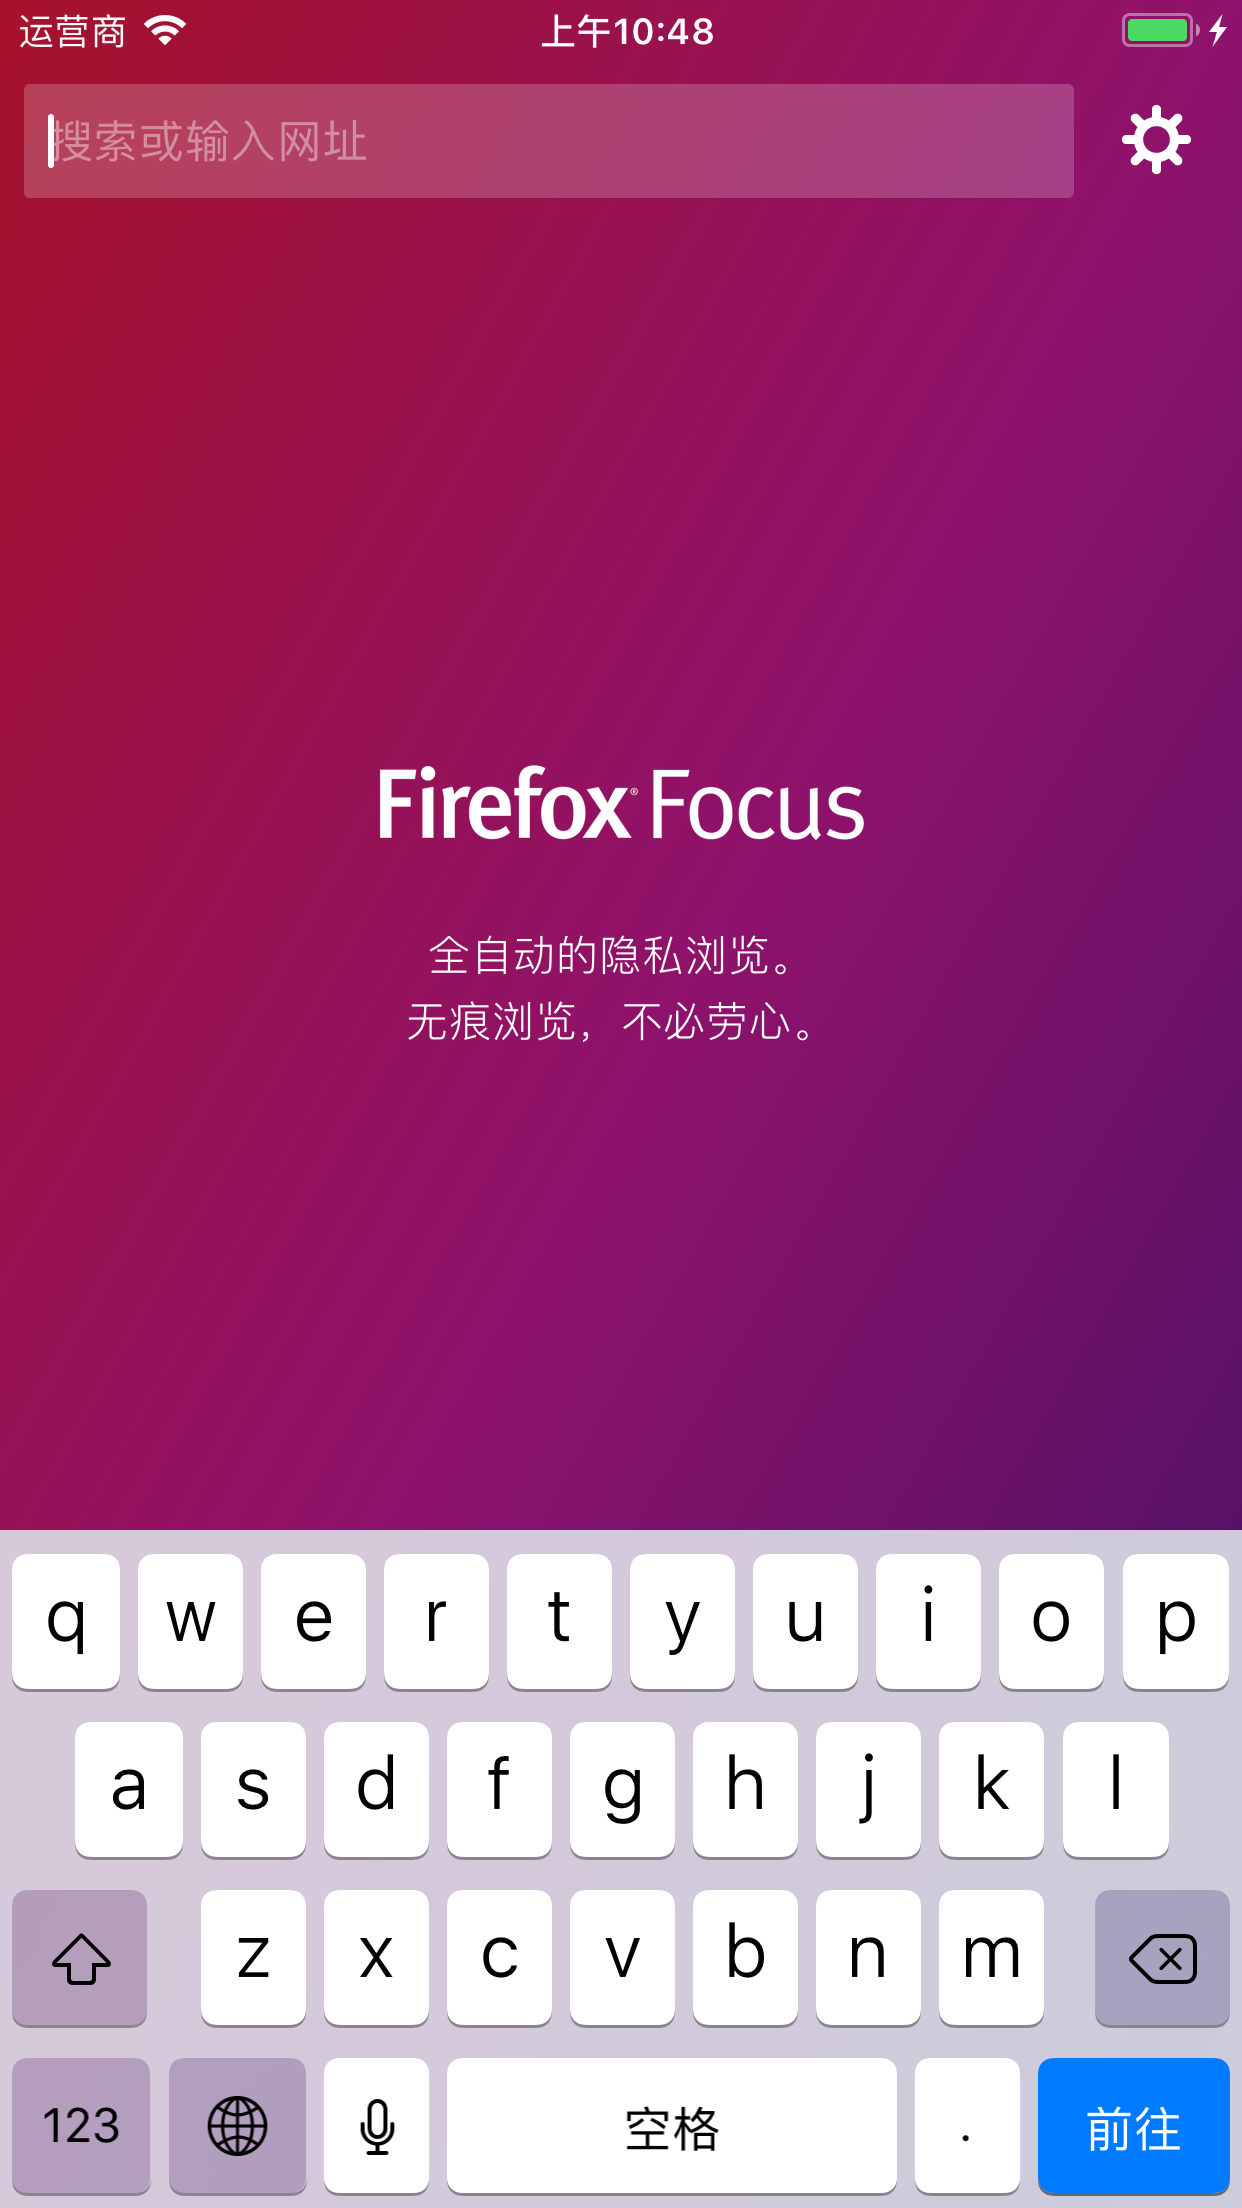 运营商 上午10:48
搜索或输入网址
Firefox® Focus
全自动的隐私浏览。
无痕浏览，不必劳心。
q w e r t y u i o p
a s d f g h j k l
z x c v b n m
123 空格 . 前往